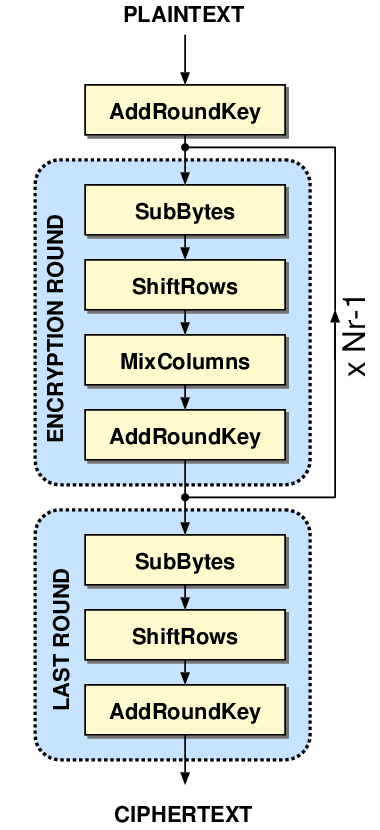 PLAINTEXT
AddRoundKey
ENCRYPTION ROUND
SubBytes
ShiftRows
MixColumns
AddRoundKey
x Nr-1
LAST ROUND
SubBytes
ShiftRows
AddRoundKey
CIPHERTEXT